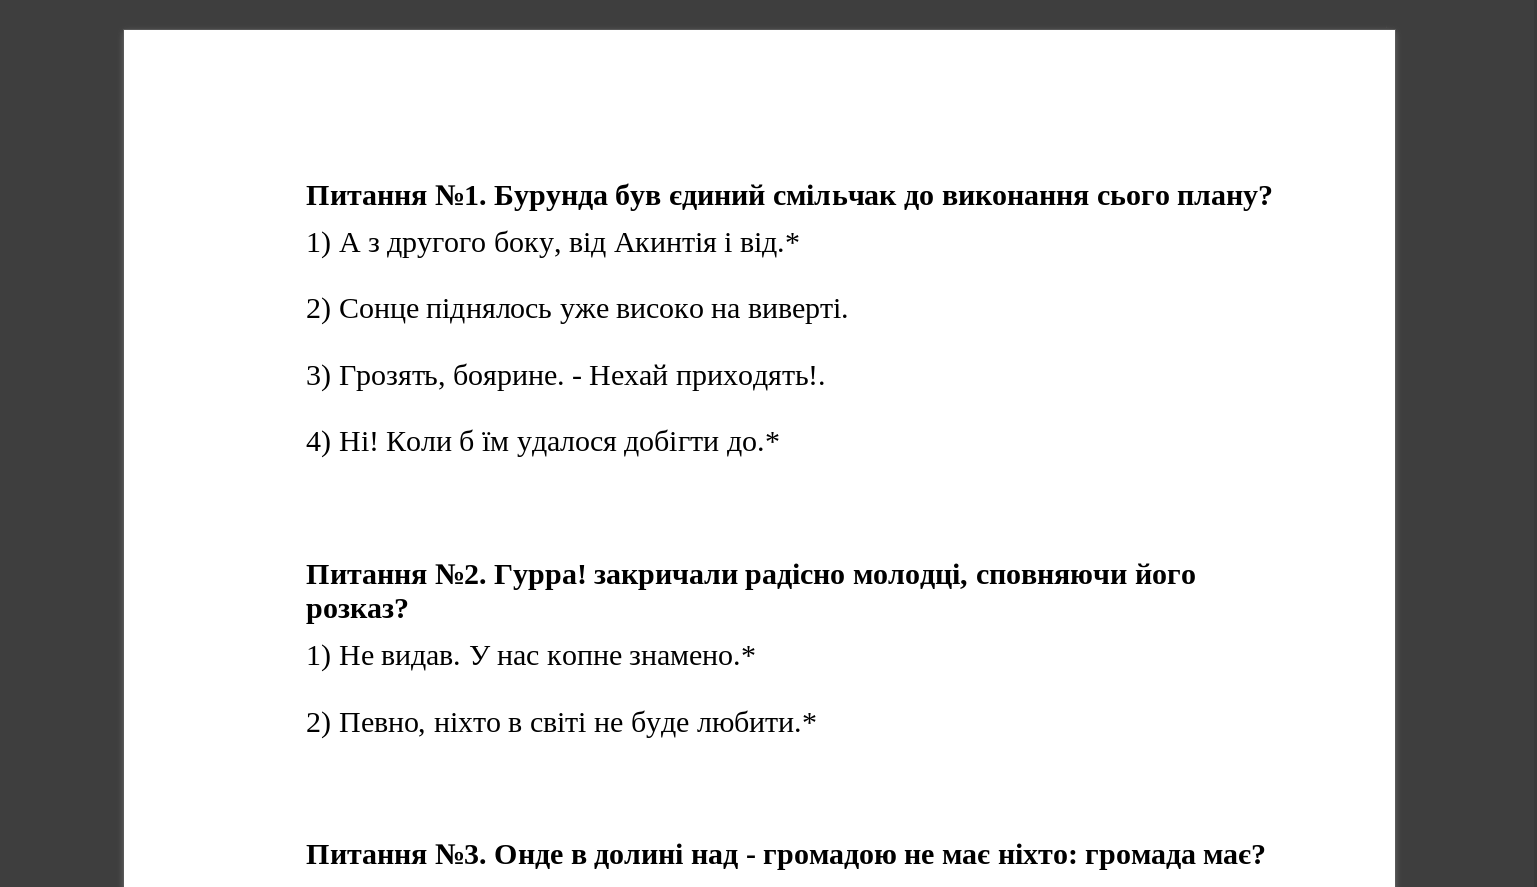 Питання №1. Бурунда був єдиний смільчак до виконання сього плану?
1) А з другого боку, від Акинтія і від.*
2) Сонце піднялось уже високо на виверті.
3) Грозять, боярине. - Нехай приходять!.
4) Ні! Коли б їм удалося добігти до.*
Питання №2. Гурра! закричали радісно молодці, сповняючи його
розказ?
1) Не видав. У нас копне знамено.*
2) Певно, ніхто в світі не буде любити.*
Питання №3. Онде в долині над - громадою не має ніхто: громада має?